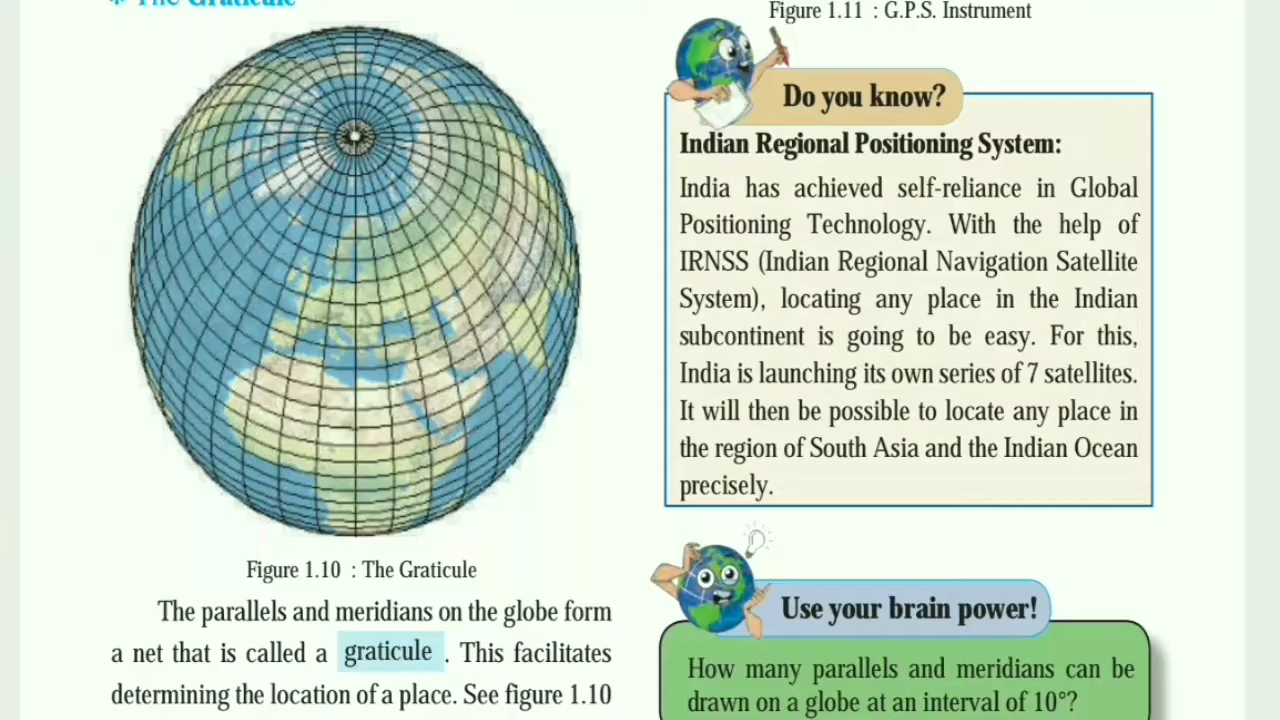 * The Graticule
Figure 1.10 : The Graticule
The parallels and meridians on the globe form
a net that is called a graticule . This facilitates
determining the location of a place. See figure 1.10
Figure 1.11 : G.P.S. Instrument
Do you know?
Indian Regional Positioning System:
India has achieved self-reliance in Global
Positioning Technology. With the help of
IRNSS (Indian Regional Navigation Satellite
System), locating any place in the Indian
subcontinent is going to be easy. For this,
India is launching its own series of 7 satellites.
It will then be possible to locate any place in
the region of South Asia and the Indian Ocean
precisely.
Use your brain power!
How many parallels and meridians can be
drawn on a globe at an interval of 10°?